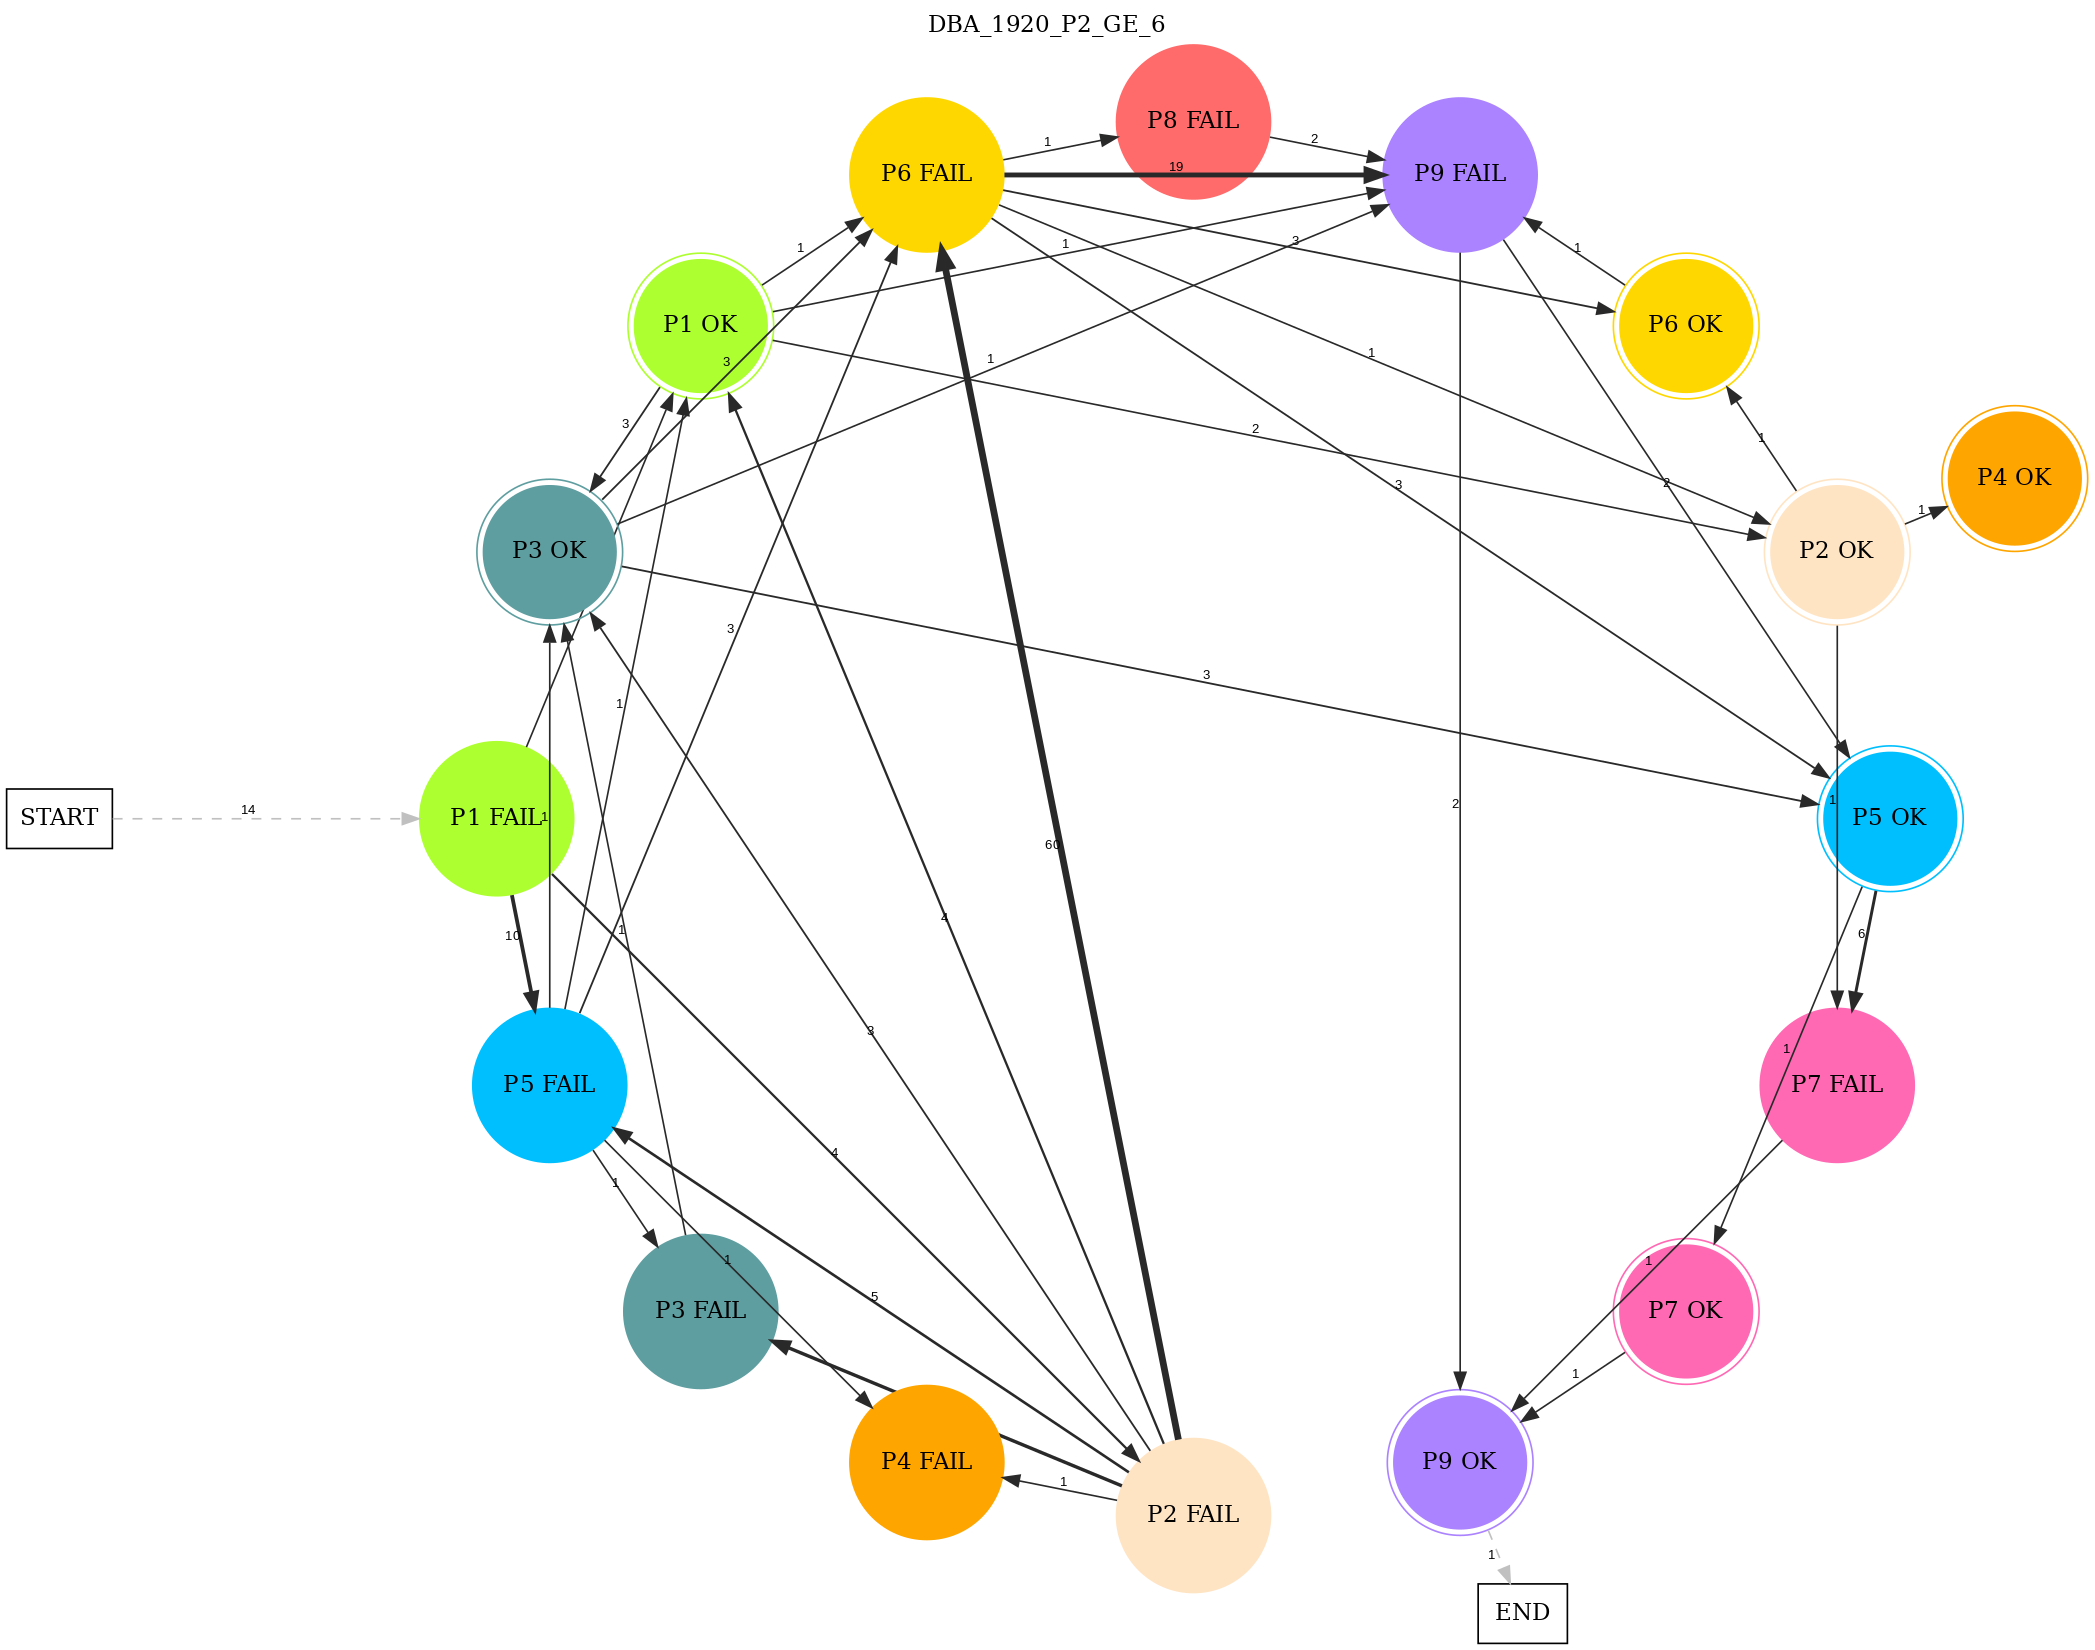 DBA_1920_P2_GE_6
P8 FAIL
1
2
19
P6 FAIL
P9 FAIL
1
1
3
1
P1 OK
P6 OK
3
1
1
3
2
1
P4 OK
2
3
1
P3 OK
P2 OK
3
3
1
14
START
P1 FAIL
1
2
1
P5 OK
60
10
1
4
6
3
1
P5 FAIL
P7 FAIL
1
4
1
1
5
P3 FAIL
P7 OK
1
P4 FAIL
1
P9 OK
P2 FAIL
1
END